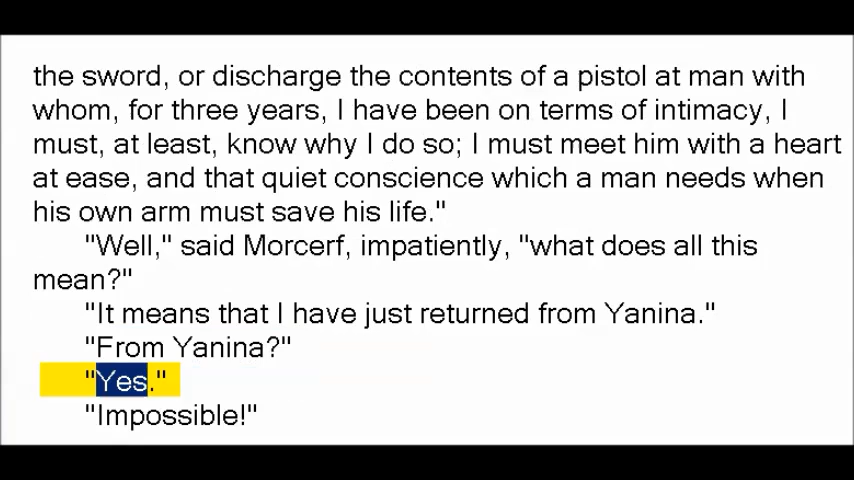 the sword, or discharge the contents of a pistol at man with
whom, for three years, I have been on terms of intimacy, I
must, at least, know why I do so; I must meet him with a heart
at ease, and that quiet conscience which a man needs when
his own arm must save his life."
"Well," said Morcerf, impatiently, "what does all this
mean?"
"It means that I have just returned from Yanina."
"From Yanina?"
"Yes."
"Impossible!"